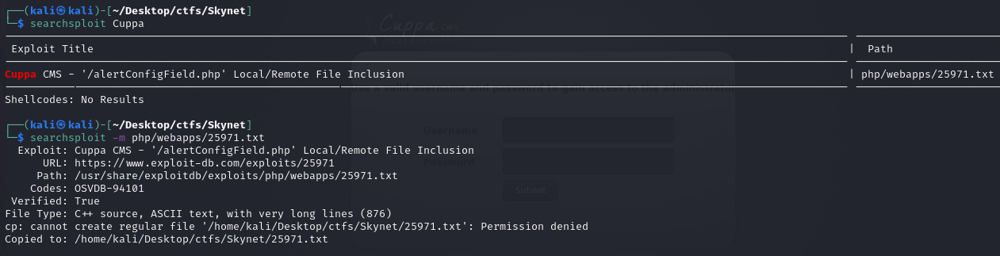 ┌──(kali㉿kali)-[~/Desktop/ctfs/Skynet]
└─$ searchsploit Cuppa
Exploit Title | Path
Cuppa CMS - '/alertConfigField.php' Local/Remote File Inclusion | php/webapps/25971.txt
Shellcodes: No Results
┌──(kali㉿kali)-[~/Desktop/ctfs/Skynet]
└─$ searchsploit -m php/webapps/25971.txt
Exploit: Cuppa CMS - '/alertConfigField.php' Local/Remote File Inclusion
URL: https://www.exploit-db.com/exploits/25971
Path: /usr/share/exploitdb/exploits/php/webapps/25971.txt
Codes: OSVDB-94101
Verified: True
File Type: C++ source, ASCII text, with very long lines (876)
cp: cannot create regular file '/home/kali/Desktop/ctfs/Skynet/25971.txt': Permission denied
Copied to: /home/kali/Desktop/ctfs/Skynet/25971.txt
Cuppa CMS
a valid username and password to gain access to the administrator
Username
Password
Submit